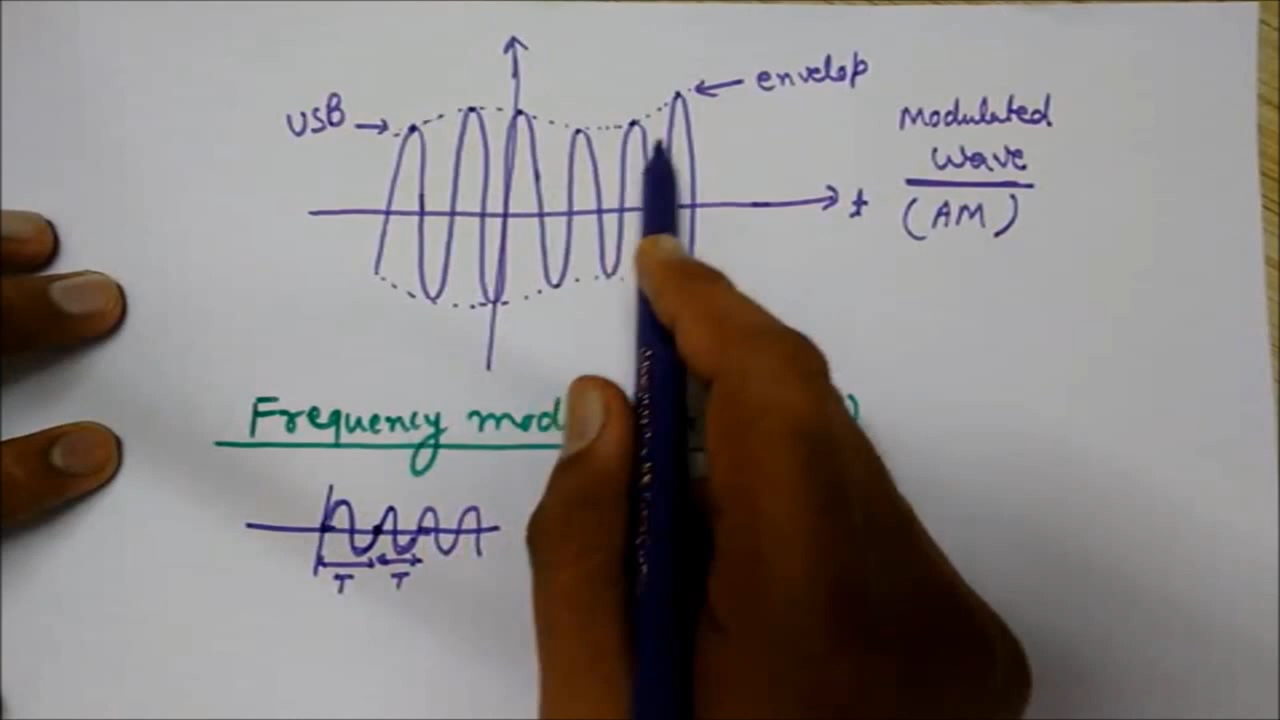 USB
envelop
Modulated
Wave
(AM)
t
Frequency mod
T T